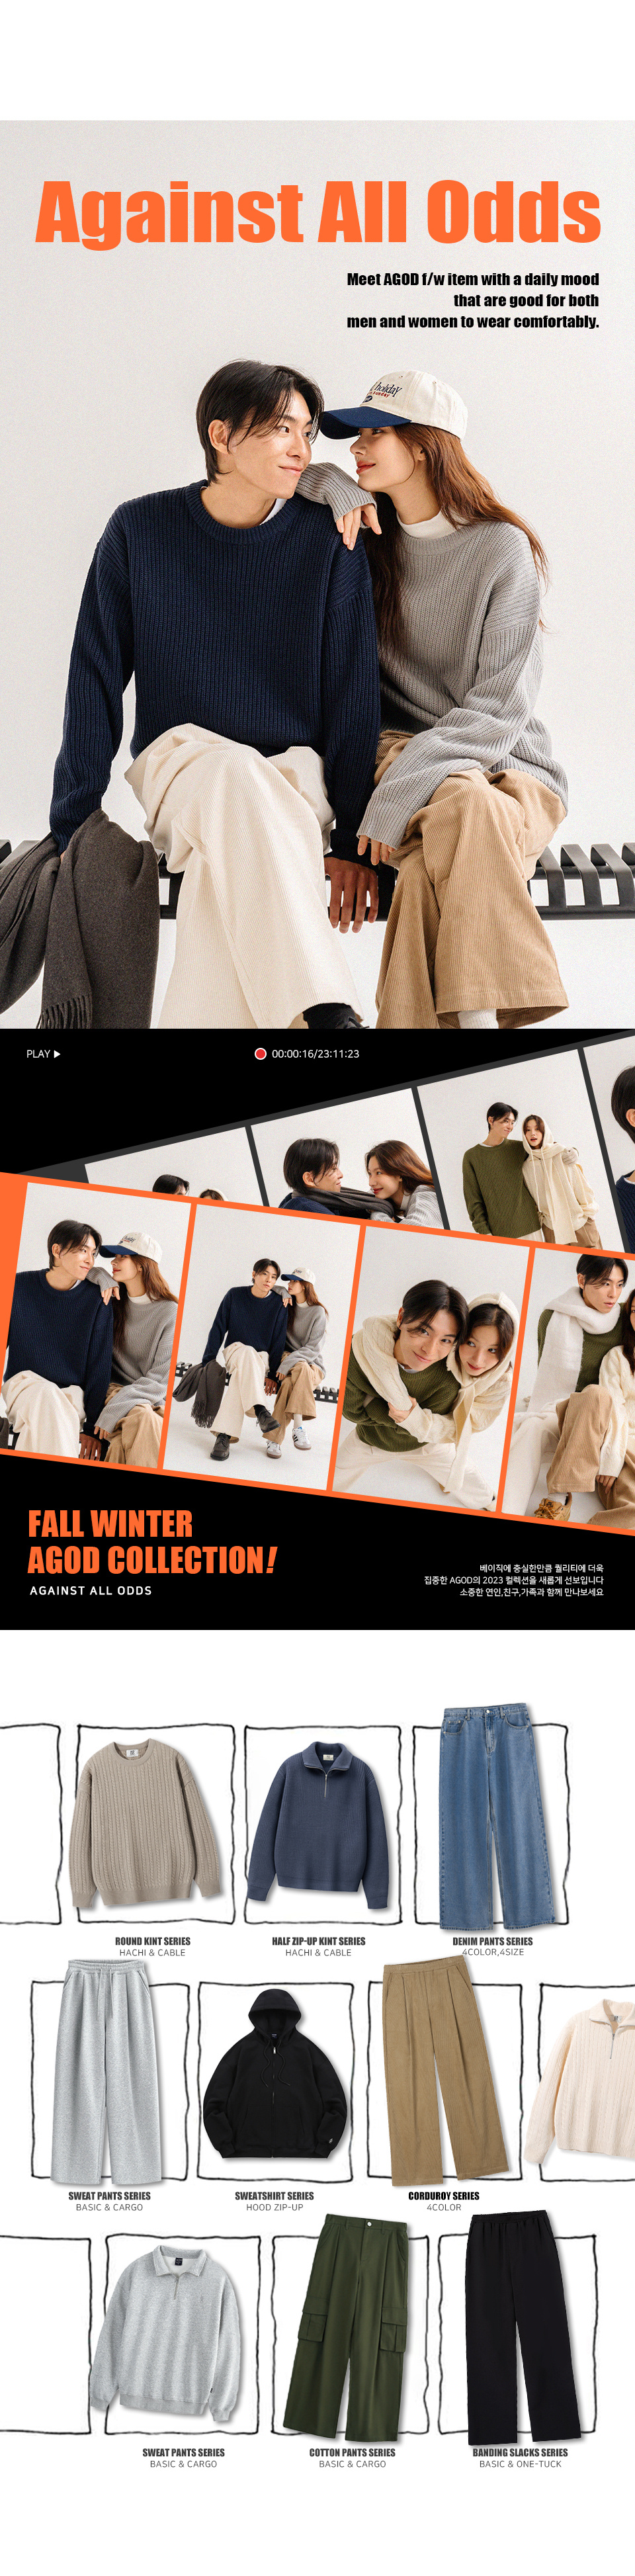 Against All Odds
Meet AGOD f/w item with a daily mood
that are good for both
men and women to wear comfortably.
holiday
PLAY ▶
00:00:16/23:11:23
FALL WINTER
AGOD COLLECTION!
AGAINST ALL ODDS
베이직에 충실한만큼 퀄리티에 더욱
집중한 AGOD의 2023 컬렉션을 새롭게 선보입니다
소중한 연인,친구,가족과 함께 만나보세요
ROUND KINT SERIES
HACHI & CABLE
HALF ZIP-UP KINT SERIES
HACHI & CABLE
DENIM PANTS SERIES
4COLOR,4SIZE
SWEAT PANTS SERIES
BASIC & CARGO
SWEATSHIRT SERIES
HOOD ZIP-UP
CORDUROY SERIES
4COLOR
SWEAT PANTS SERIES
BASIC & CARGO
COTTON PANTS SERIES
BASIC & CARGO
BANDING SLACKS SERIES
BASIC & ONE-TUCK